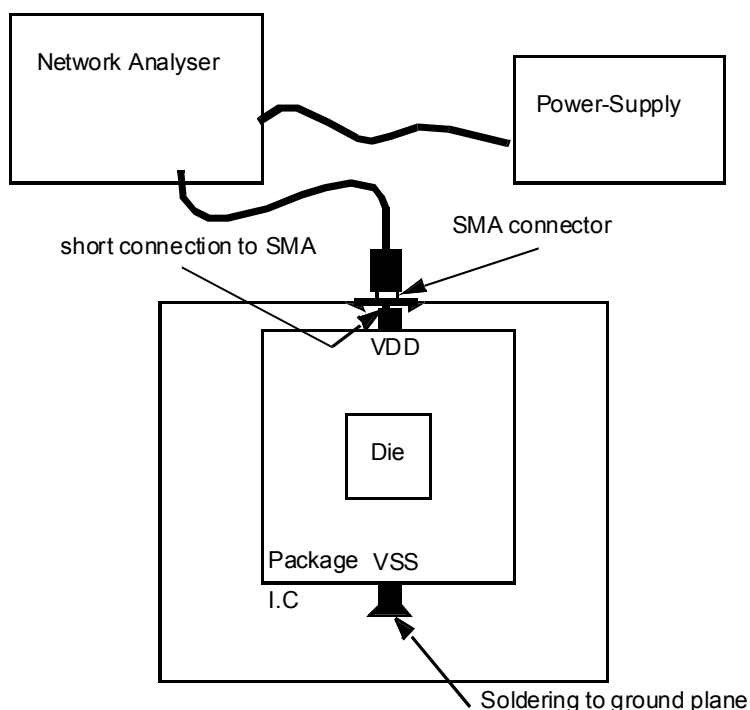 Network Analyser
Power-Supply
SMA connector
short connection to SMA
VDD
Die
Package VSS
I.C
Soldering to ground plane